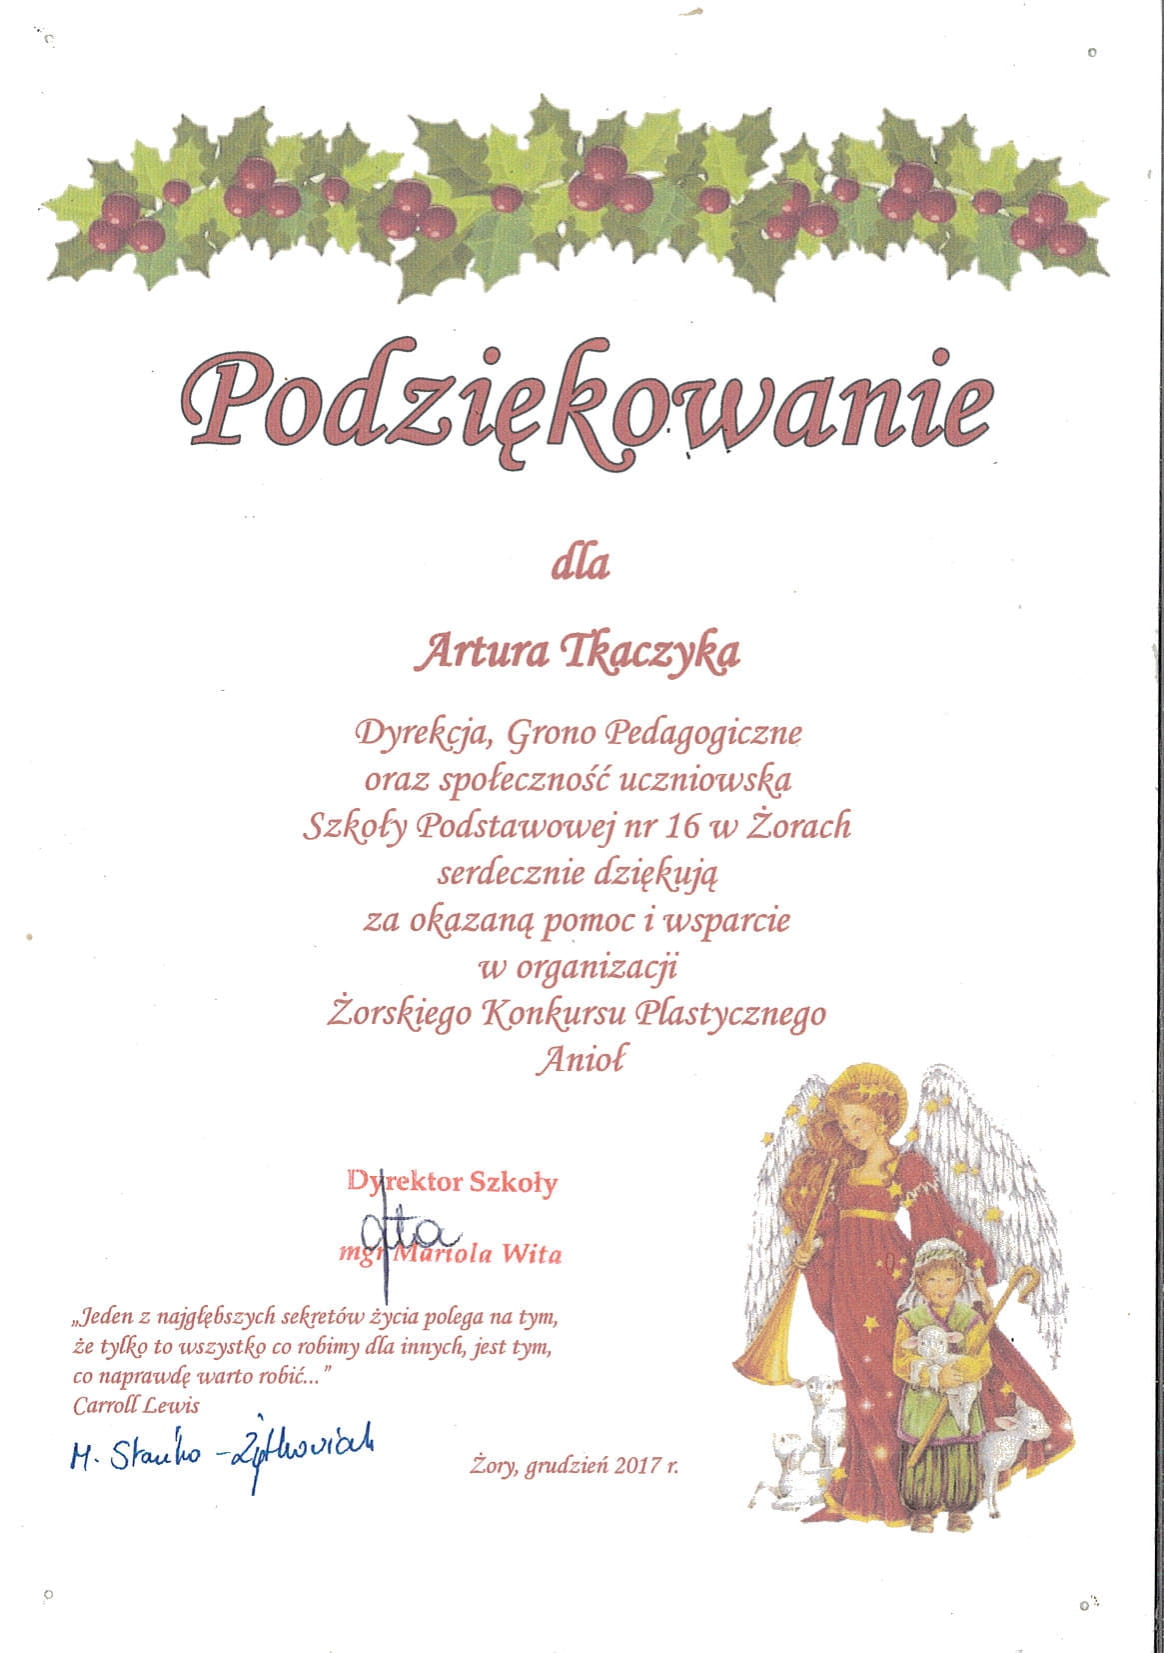 Podziękowanie
dla
Artura Tkaczyka
Dyrekcja, Grono Pedagogiczne
oraz społeczność uczniowska
Szkoły Podstawowej nr 16 w Żorach
serdecznie dziękują
za okazaną pomoc i wsparcie
w organizacji
Żorskiego Konkursu Plastycznego
Anioł
Dyrektor Szkoły
mgr Mariola Wita
„Jeden z najgłębszych sekretów życia polega na tym,
że tylko to wszystko co robimy dla innych, jest tym,
co naprawdę warto robić...”
Carroll Lewis
M.
Żory, grudzień 2017 r.